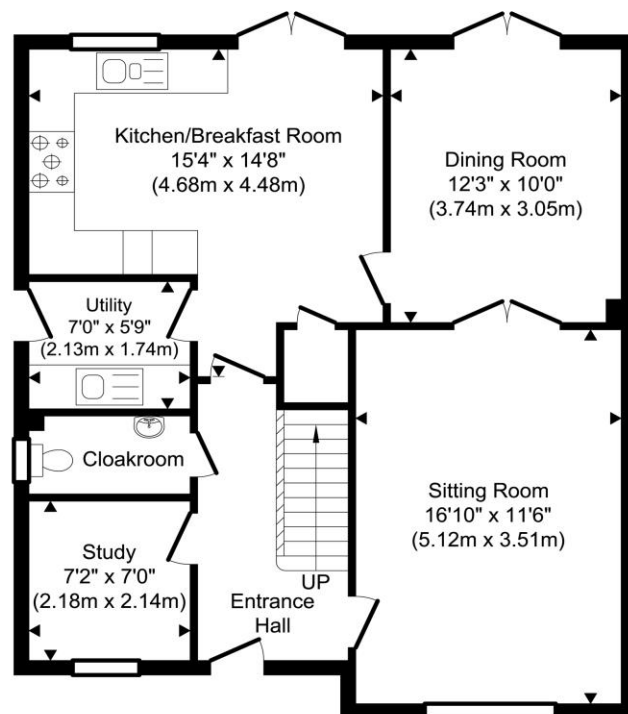 Kitchen/Breakfast Room
15'4" x 14'8"
(4.68m x 4.48m)
Dining Room
12'3" x 10'0"
(3.74m x 3.05m)
Utility
7'0" x 5'9"
(2.13m x 1.74m)
Cloakroom
Sitting Room
16'10" x 11'6"
(5.12m x 3.51m)
Study
7'2" x 7'0"
(2.18m x 2.14m)
UP
Entrance
Hall